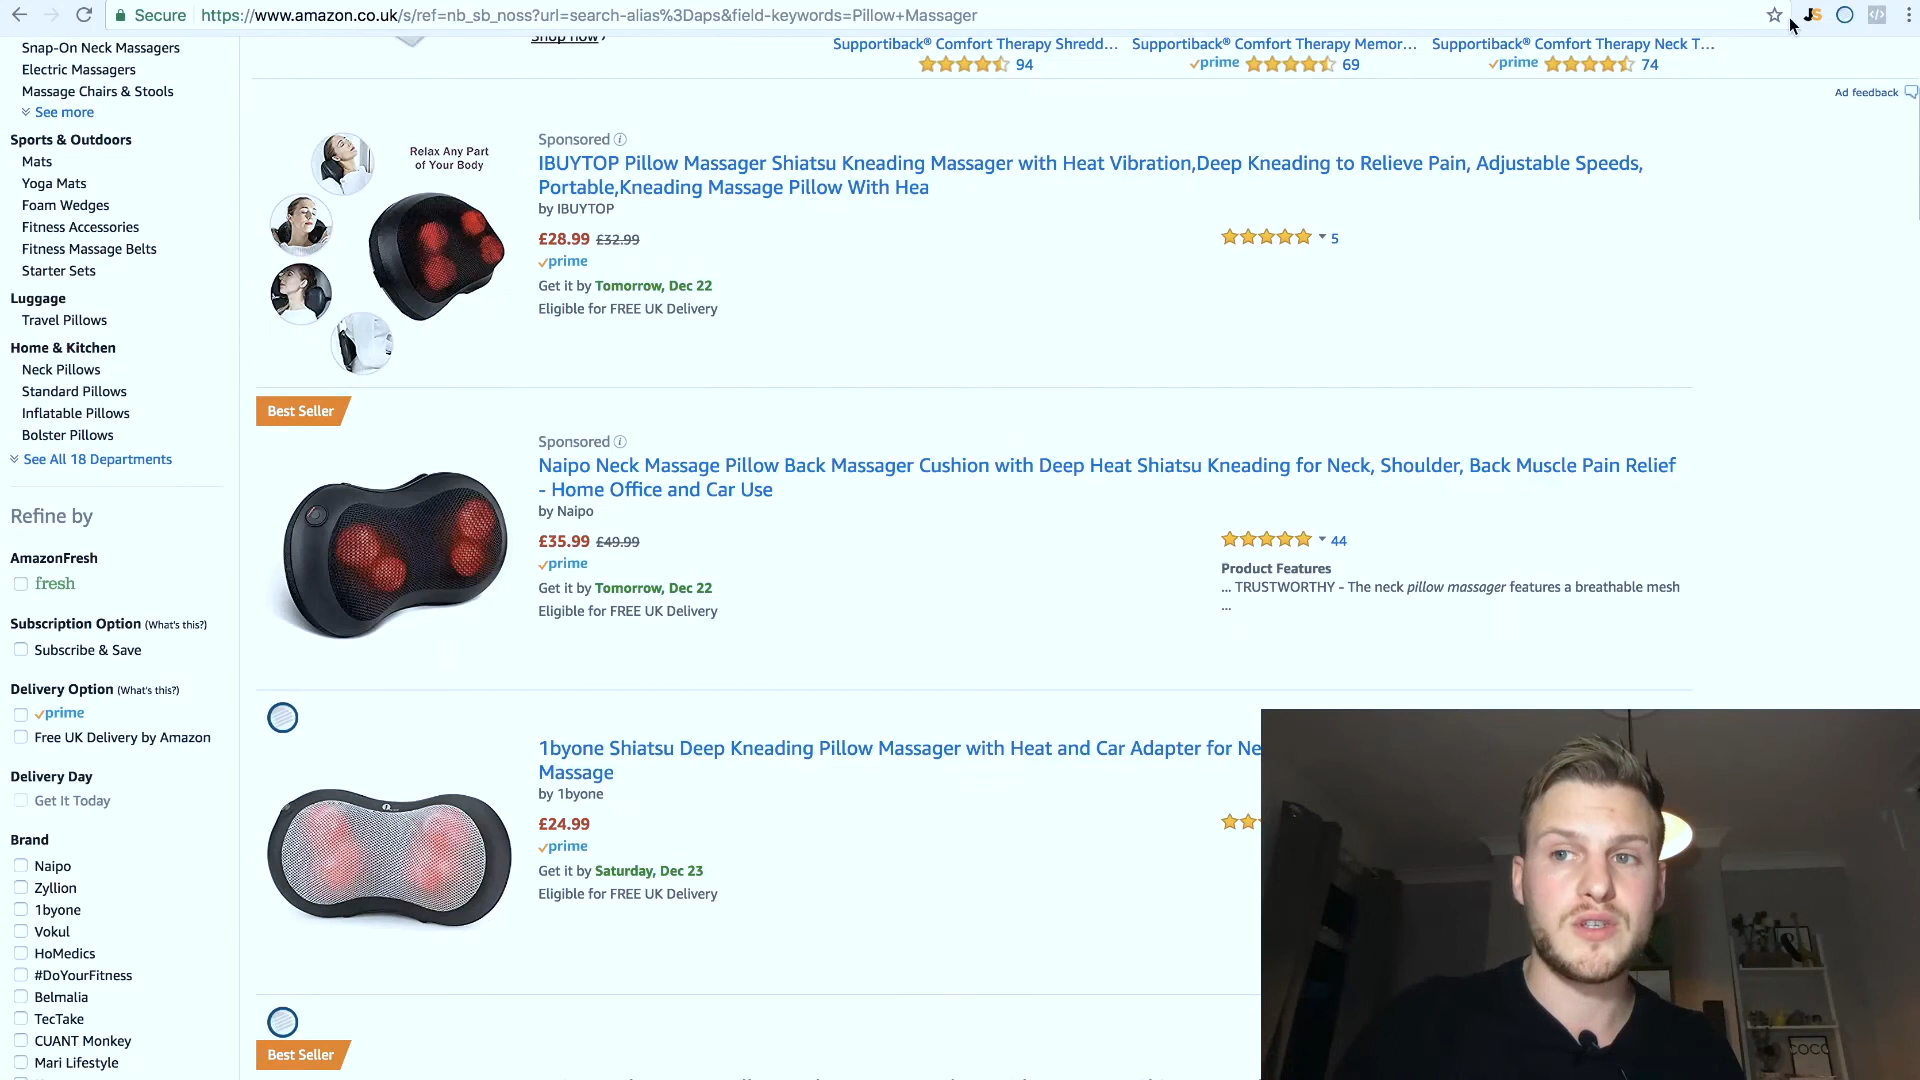 Secure https://www.amazon.co.uk/s/ref=nb_sb_noss?url=search-alias%3Daps&field-keywords=Pillow+Massager
JS
Snap-On Neck Massagers
Electric Massagers
Massage Chairs & Stools
See more
Sports & Outdoors
Mats
Yoga Mats
Foam Wedges
Fitness Accessories
Fitness Massage Belts
Starter Sets
Luggage
Travel Pillows
Home & Kitchen
Neck Pillows
Standard Pillows
Inflatable Pillows
Bolster Pillows
See All 18 Departments
Refine by
AmazonFresh
fresh
Subscription Option (What's this?)
Subscribe & Save
Delivery Option (What's this?)
prime
Free UK Delivery by Amazon
Delivery Day
Get It Today
Brand
Naipo
Zyllion
1byone
Vokul
HoMedics
#DoYourFitness
Belmalia
TecTake
CUANT Monkey
Mari Lifestyle
Shop now ›
Supportiback® Comfort Therapy Shredd...
94
Supportiback® Comfort Therapy Memor...
prime 69
Supportiback® Comfort Therapy Neck T...
prime 74
Ad feedback
Relax Any Part
of Your Body
Sponsored
IBUYTOP Pillow Massager Shiatsu Kneading Massager with Heat Vibration,Deep Kneading to Relieve Pain, Adjustable Speeds,
Portable,Kneading Massage Pillow With Hea
by IBUYTOP
£28.99 £32.99
prime
Get it by Tomorrow, Dec 22
Eligible for FREE UK Delivery
5
Best Seller
Sponsored
Naipo Neck Massage Pillow Back Massager Cushion with Deep Heat Shiatsu Kneading for Neck, Shoulder, Back Muscle Pain Relief
- Home Office and Car Use
by Naipo
£35.99 £49.99
prime
Get it by Tomorrow, Dec 22
Eligible for FREE UK Delivery
44
Product Features
... TRUSTWORTHY - The neck pillow massager features a breathable mesh
...
1byone Shiatsu Deep Kneading Pillow Massager with Heat and Car Adapter for Ne
Massage
by 1byone
£24.99
prime
Get it by Saturday, Dec 23
Eligible for FREE UK Delivery
Best Seller
COCO